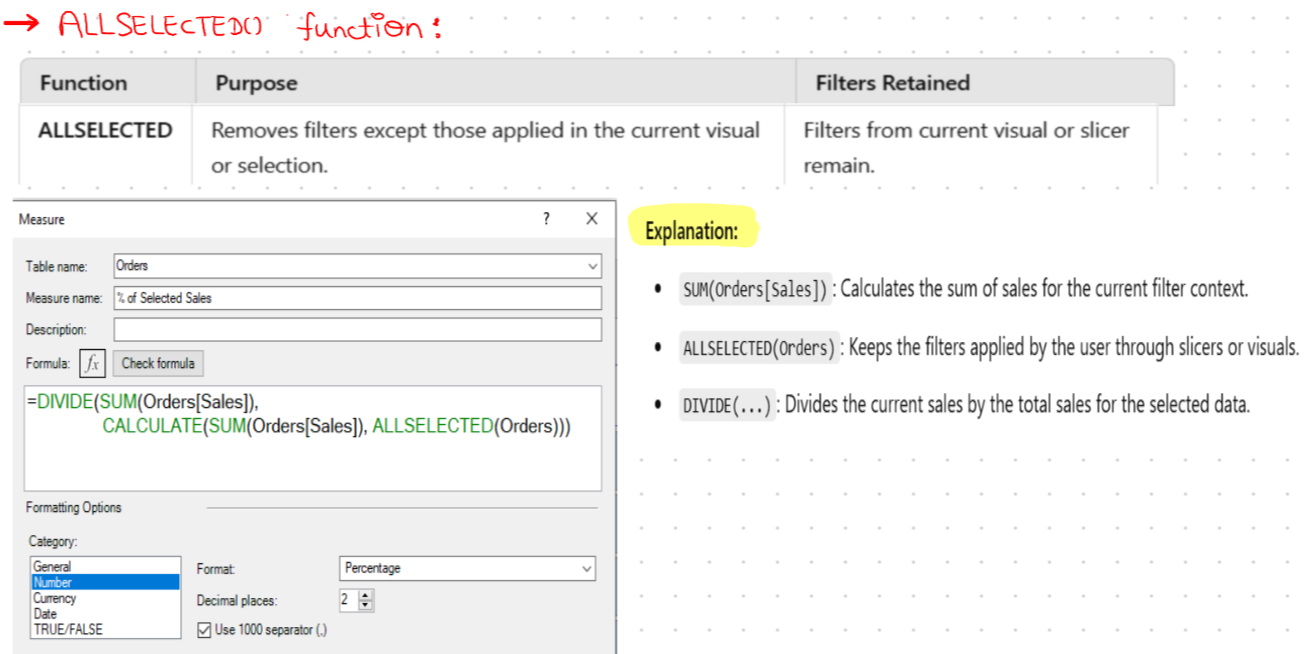 → ALLSELECTED() function:
Function Purpose Filters Retained
ALLSELECTED Removes filters except those applied in the current visual Filters from current visual or slicer
or selection. remain.
Measure ? X
Table name: Orders
Measure name: % of Selected Sales
Description:
Formula: fx Check formula
=DIVIDE(SUM(Orders[Sales]),
CALCULATE(SUM(Orders[Sales]), ALLSELECTED(Orders)))
Formatting Options
Category:
General
Number
Currency
Date
TRUE/FALSE
Format: Percentage
Decimal places: 2
Use 1000 separator (,)
Explanation:
• SUM(Orders[Sales]) : Calculates the sum of sales for the current filter context.
• ALLSELECTED(Orders) : Keeps the filters applied by the user through slicers or visuals.
• DIVIDE(...) : Divides the current sales by the total sales for the selected data.